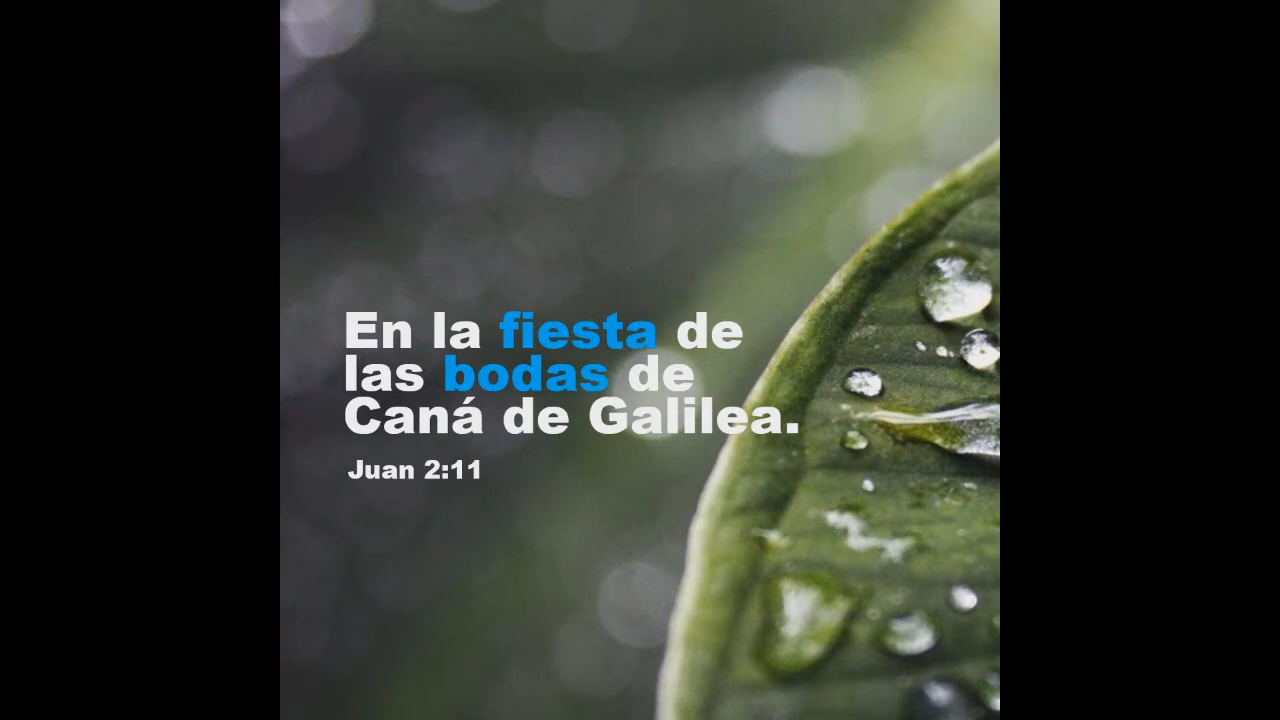 En la fiesta de
las bodas de
Caná de Galilea.
Juan 2:11